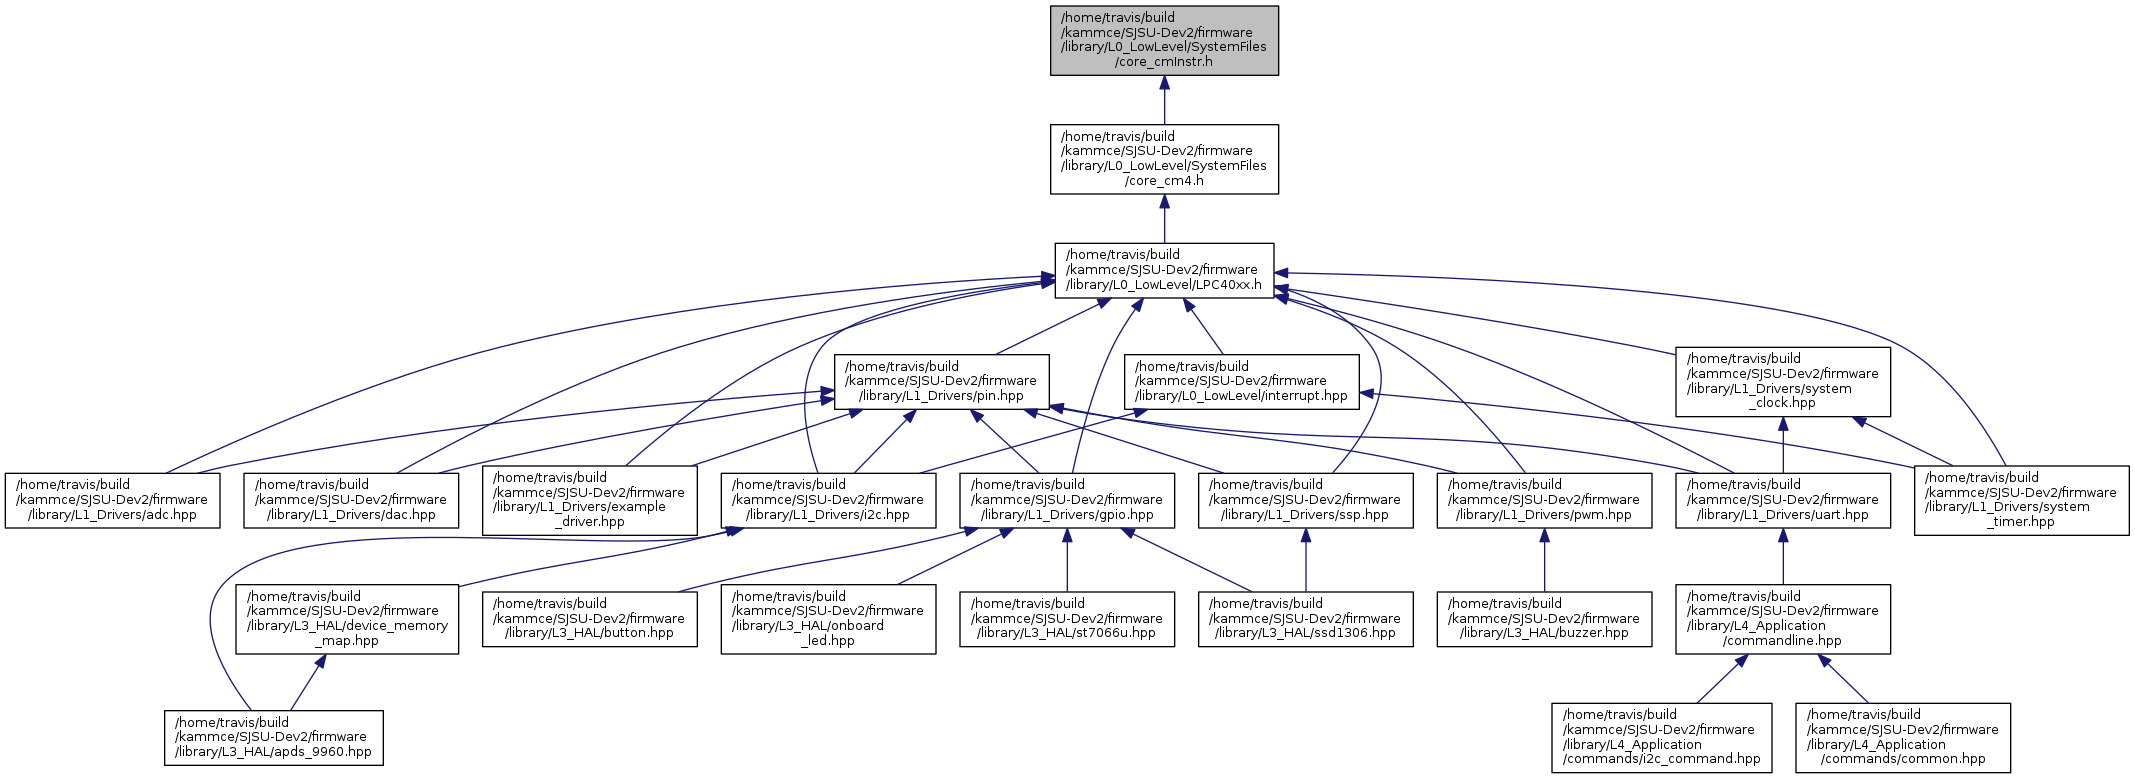 /home/travis/build
/kammce/SJSU-Dev2/firmware
/library/L0_LowLevel/SystemFiles
/core_cmInstr.h
/home/travis/build
/kammce/SJSU-Dev2/firmware
/library/L0_LowLevel/SystemFiles
/core_cm4.h
/home/travis/build
/kammce/SJSU-Dev2/firmware
/library/L0_LowLevel/LPC40xx.h
/home/travis/build
/kammce/SJSU-Dev2/firmware
/library/L1_Drivers/pin.hpp
/home/travis/build
/kammce/SJSU-Dev2/firmware
/library/L0_LowLevel/interrupt.hpp
/home/travis/build
/kammce/SJSU-Dev2/firmware
/library/L1_Drivers/system
_clock.hpp
/home/travis/build
/kammce/SJSU-Dev2/firmware
/library/L1_Drivers/adc.hpp
/home/travis/build
/kammce/SJSU-Dev2/firmware
/library/L1_Drivers/dac.hpp
/home/travis/build
/kammce/SJSU-Dev2/firmware
/library/L1_Drivers/example
_driver.hpp
/home/travis/build
/kammce/SJSU-Dev2/firmware
/library/L1_Drivers/i2c.hpp
/home/travis/build
/kammce/SJSU-Dev2/firmware
/library/L1_Drivers/gpio.hpp
/home/travis/build
/kammce/SJSU-Dev2/firmware
/library/L1_Drivers/ssp.hpp
/home/travis/build
/kammce/SJSU-Dev2/firmware
/library/L1_Drivers/pwm.hpp
/home/travis/build
/kammce/SJSU-Dev2/firmware
/library/L1_Drivers/uart.hpp
/home/travis/build
/kammce/SJSU-Dev2/firmware
/library/L1_Drivers/system
_timer.hpp
/home/travis/build
/kammce/SJSU-Dev2/firmware
/library/L3_HAL/device_memory
_map.hpp
/home/travis/build
/kammce/SJSU-Dev2/firmware
/library/L3_HAL/button.hpp
/home/travis/build
/kammce/SJSU-Dev2/firmware
/library/L3_HAL/onboard
_led.hpp
/home/travis/build
/kammce/SJSU-Dev2/firmware
/library/L3_HAL/st7066u.hpp
/home/travis/build
/kammce/SJSU-Dev2/firmware
/library/L3_HAL/ssd1306.hpp
/home/travis/build
/kammce/SJSU-Dev2/firmware
/library/L3_HAL/buzzer.hpp
/home/travis/build
/kammce/SJSU-Dev2/firmware
/library/L4_Application
/commandline.hpp
/home/travis/build
/kammce/SJSU-Dev2/firmware
/library/L3_HAL/apds_9960.hpp
/home/travis/build
/kammce/SJSU-Dev2/firmware
/library/L4_Application
/commands/i2c_command.hpp
/home/travis/build
/kammce/SJSU-Dev2/firmware
/library/L4_Application
/commands/common.hpp